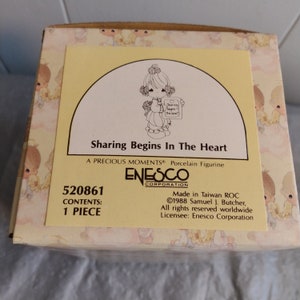 Sharing Begins In The Heart
A PRECIOUS MOMENTS® Porcelain Figurine
ENESCO
CORPORATION
520861
CONTENTS:
1 PIECE
Made in Taiwan ROC
©1988 Samuel J. Butcher,
All rights reserved worldwide
Licensee: Enesco Corporation